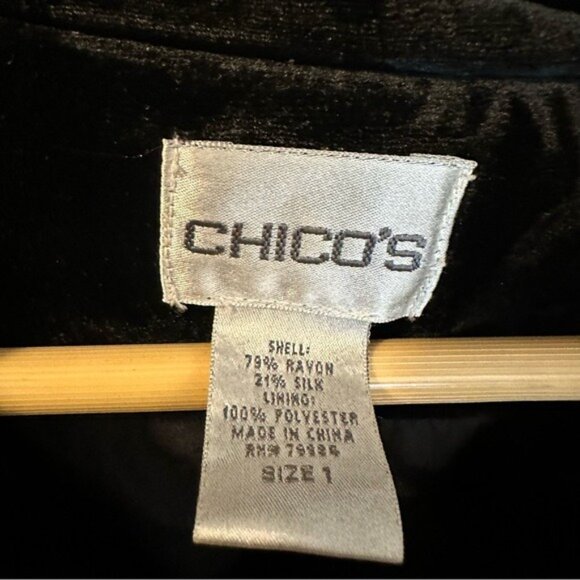 CHICO'S
SHELL:
79% RAYON
21% SILK
LINING:
100% POLYESTER
MADE IN CHINA
SIZE 1